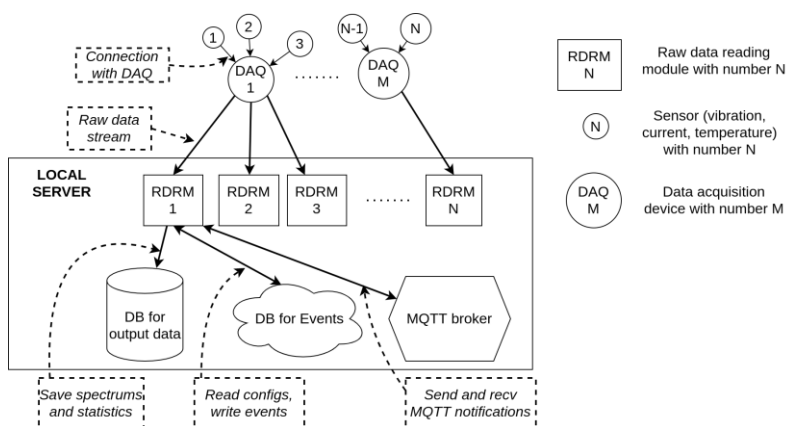 1
2
3
N-1
N
Connection
with DAQ
DAQ
1
........
DAQ
M
Raw data
stream
LOCAL
SERVER
RDRM
1
RDRM
2
RDRM
3
........
RDRM
N
DB for
output data
DB for Events
MQTT broker
Save spectrums
and statistics
Read configs,
write events
Send and recv
MQTT notifications
RDRM
N
Raw data reading
module with number N
N
Sensor (vibration,
current, temperature)
with number N
DAQ
M
Data acquisition
device with number M